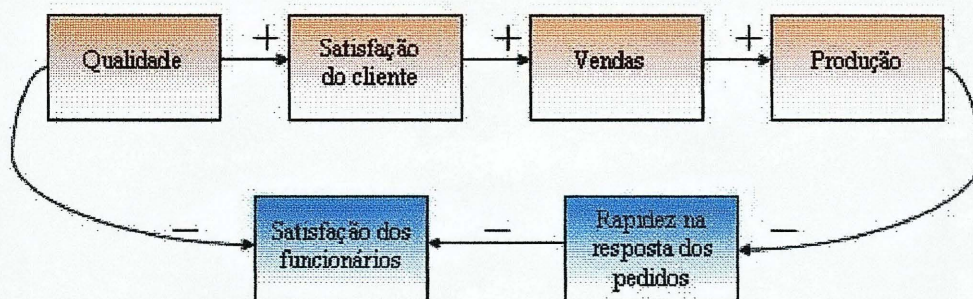 Qualidade
+
Satisfação
do cliente
+
Vendas
+
Produção
−
Satisfação dos
funcionários
−
Rapidez na
resposta dos
pedidos
−